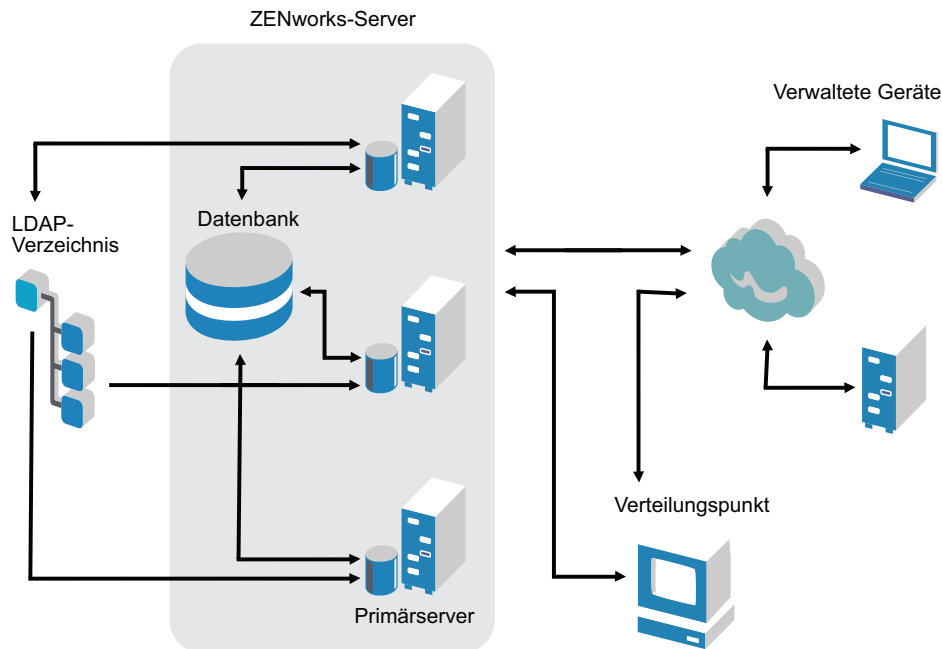 ZENworks-Server
Verwaltete Geräte
LDAP-
Verzeichnis
Datenbank
Verteilungspunkt
Primärserver